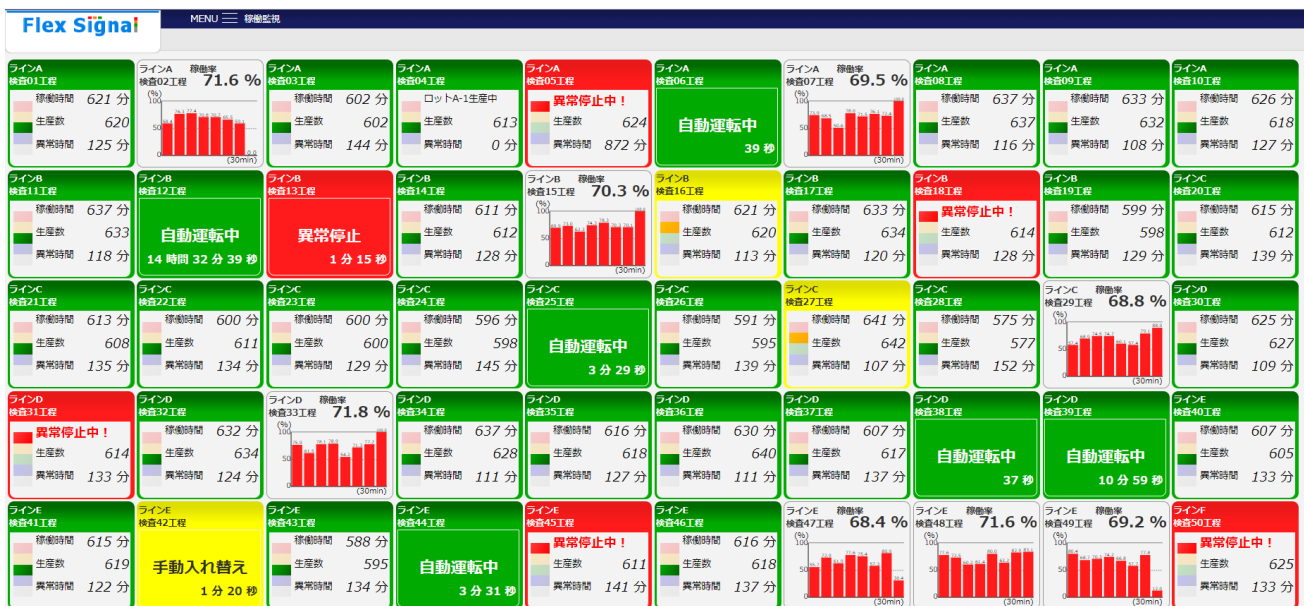 Flex Signal
MENU 稼働監視
ラインA
検査01工程
稼働時間 621 分
生産数 620
異常時間 125 分
ラインA 稼働率
検査02工程 71.6 %
(%)
100
50
0
(30min)
ラインA
検査03工程
稼働時間 602 分
生産数 602
異常時間 144 分
ラインA
検査04工程
ロットA-1生産中
生産数 613
異常時間 0 分
ラインA
検査05工程
異常停止中！
生産数 624
異常時間 872 分
ラインA
検査06工程
自動運転中
39 秒
ラインA 稼働率
検査07工程 69.5 %
(%)
100
50
0
(30min)
ラインA
検査08工程
稼働時間 637 分
生産数 637
異常時間 116 分
ラインA
検査09工程
稼働時間 633 分
生産数 632
異常時間 108 分
ラインA
検査10工程
稼働時間 626 分
生産数 618
異常時間 127 分
ラインB
検査11工程
稼働時間 637 分
生産数 633
異常時間 118 分
ラインB
検査12工程
自動運転中
14 時間 32 分 39 秒
ラインB
検査13工程
異常停止
1 分 15 秒
ラインB
検査14工程
稼働時間 611 分
生産数 612
異常時間 128 分
ラインB 稼働率
検査15工程 70.3 %
(%)
100
50
0
(30min)
ラインB
検査16工程
稼働時間 621 分
生産数 620
異常時間 113 分
ラインB
検査17工程
稼働時間 633 分
生産数 634
異常時間 120 分
ラインB
検査18工程
異常停止中！
生産数 614
異常時間 128 分
ラインB
検査19工程
稼働時間 599 分
生産数 598
異常時間 129 分
ラインC
検査20工程
稼働時間 615 分
生産数 612
異常時間 139 分
ラインC
検査21工程
稼働時間 613 分
生産数 608
異常時間 135 分
ラインC
検査22工程
稼働時間 600 分
生産数 611
異常時間 134 分
ラインC
検査23工程
稼働時間 600 分
生産数 600
異常時間 129 分
ラインC
検査24工程
稼働時間 596 分
生産数 598
異常時間 145 分
ラインC
検査25工程
自動運転中
3 分 29 秒
ラインC
検査26工程
稼働時間 591 分
生産数 595
異常時間 139 分
ラインC
検査27工程
稼働時間 641 分
生産数 642
異常時間 107 分
ラインC
検査28工程
稼働時間 575 分
生産数 577
異常時間 152 分
ラインC 稼働率
検査29工程 68.8 %
(%)
100
50
0
(30min)
ラインD
検査30工程
稼働時間 625 分
生産数 627
異常時間 109 分
ラインD
検査31工程
異常停止中！
生産数 614
異常時間 133 分
ラインD
検査32工程
稼働時間 632 分
生産数 634
異常時間 124 分
ラインD 稼働率
検査33工程 71.8 %
(%)
100
50
0
(30min)
ラインD
検査34工程
稼働時間 637 分
生産数 628
異常時間 111 分
ラインD
検査35工程
稼働時間 616 分
生産数 618
異常時間 127 分
ラインD
検査36工程
稼働時間 630 分
生産数 640
異常時間 111 分
ラインD
検査37工程
稼働時間 607 分
生産数 617
異常時間 137 分
ラインD
検査38工程
自動運転中
37 秒
ラインD
検査39工程
自動運転中
10 分 59 秒
ラインE
検査40工程
稼働時間 607 分
生産数 605
異常時間 133 分
ラインE
検査41工程
稼働時間 615 分
生産数 619
異常時間 122 分
ラインE
検査42工程
手動入れ替え
1 分 20 秒
ラインE
検査43工程
稼働時間 588 分
生産数 595
異常時間 134 分
ラインE
検査44工程
自動運転中
3 分 31 秒
ラインE
検査45工程
異常停止中！
生産数 611
異常時間 141 分
ラインE
検査46工程
稼働時間 616 分
生産数 618
異常時間 137 分
ラインE 稼働率
検査47工程 68.4 %
(%)
100
50
0
(30min)
ラインE 稼働率
検査48工程 71.6 %
(%)
100
50
0
(30min)
ラインE 稼働率
検査49工程 69.2 %
(%)
100
50
0
(30min)
ラインF
検査50工程
異常停止中！
生産数 625
異常時間 133 分